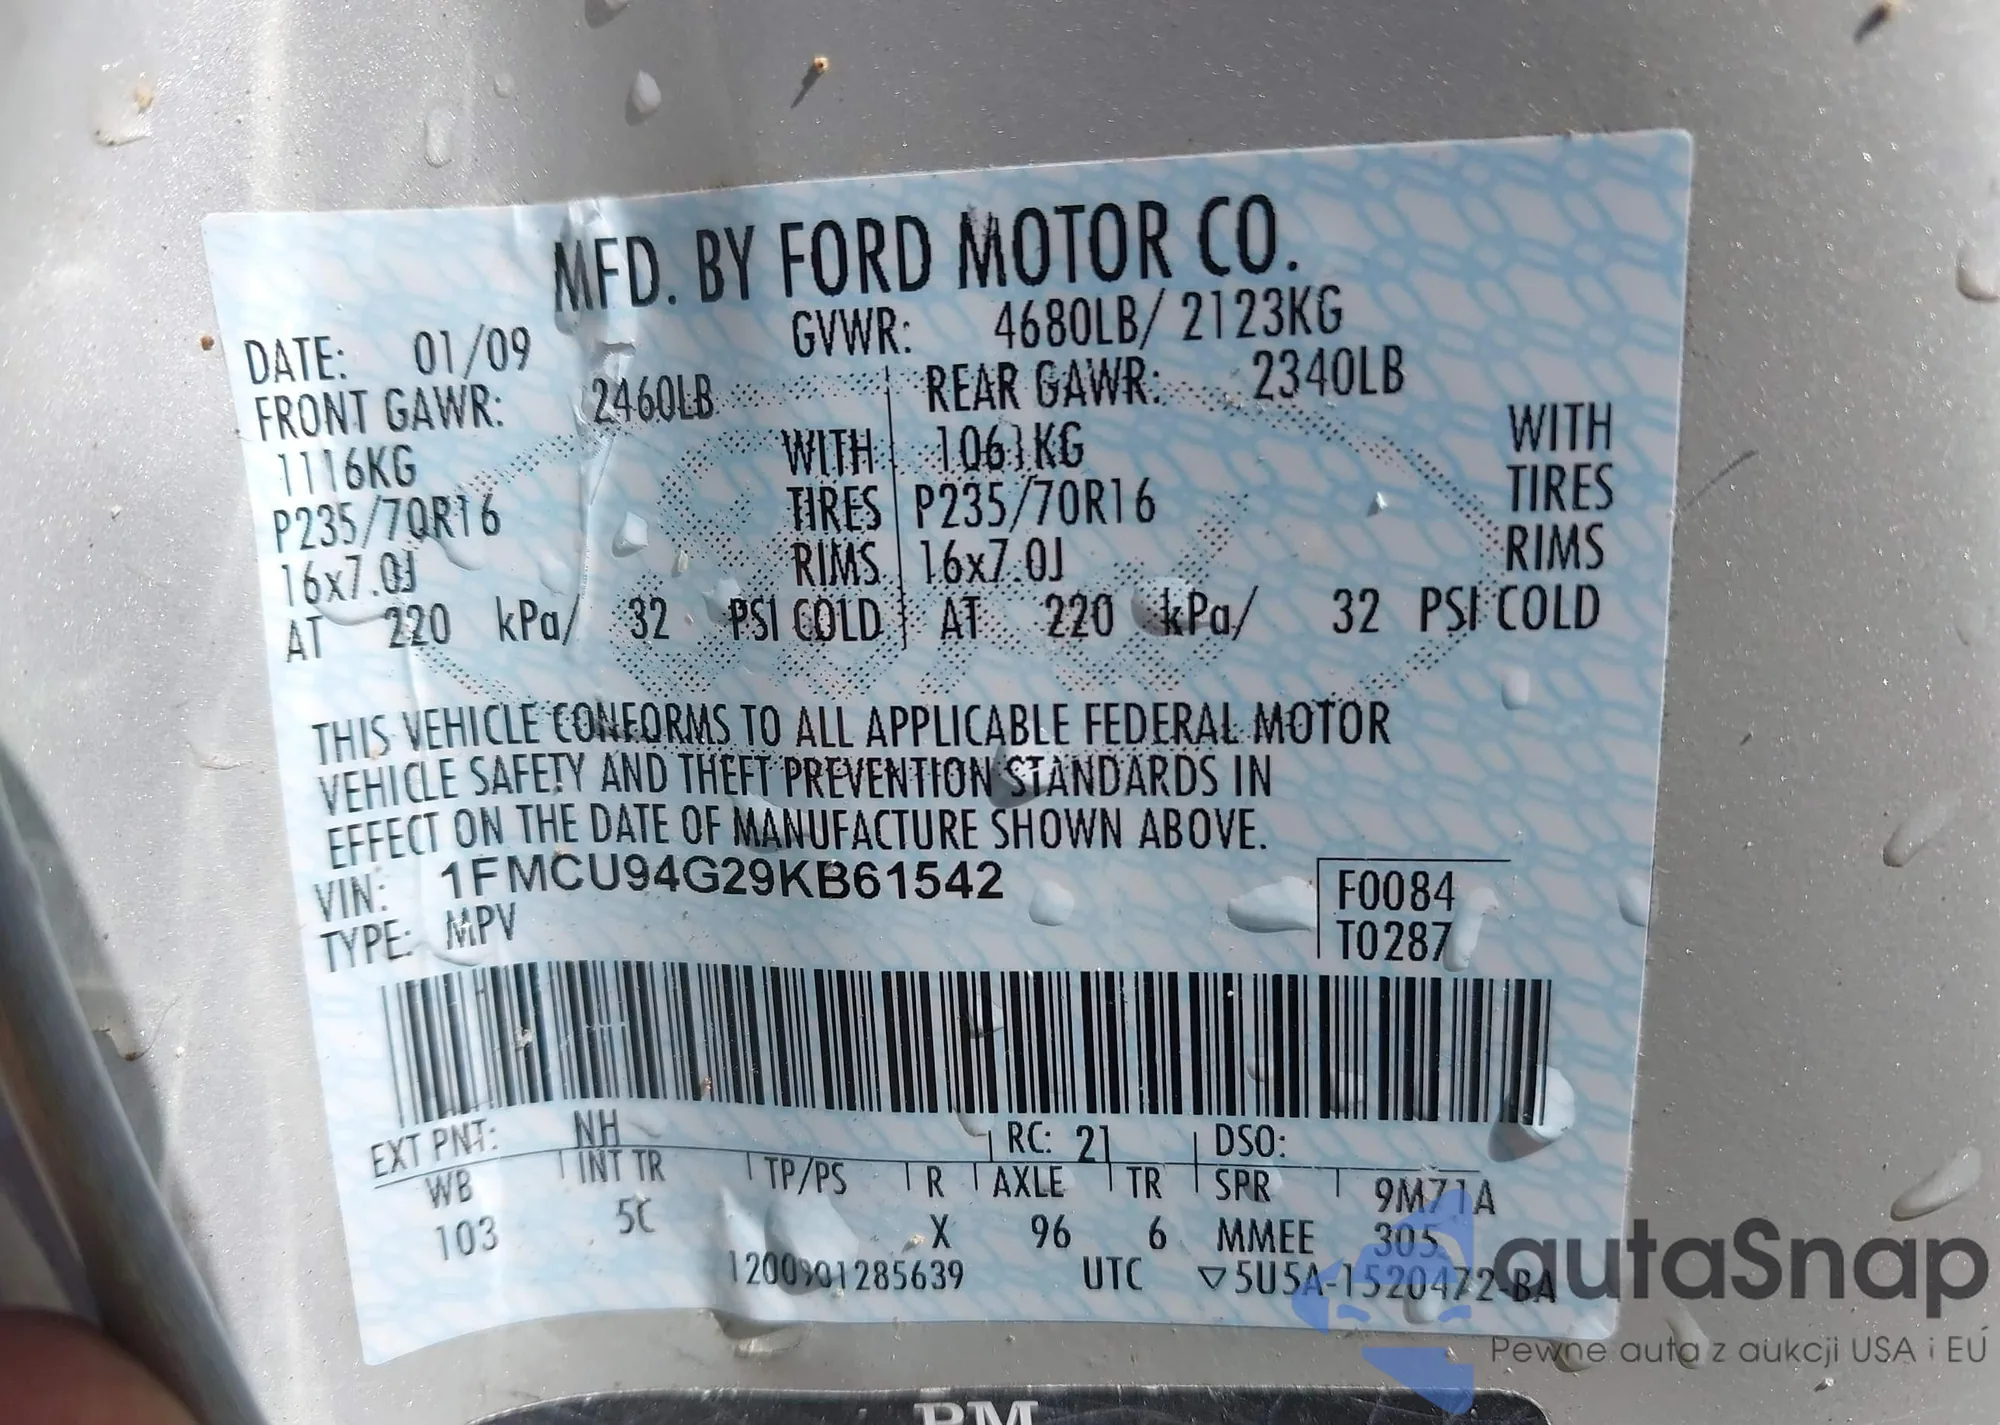 MFD. BY FORD MOTOR CO.
DATE: 01/09 GVWR: 4680LB/ 2123KG
FRONT GAWR: 2460LB REAR GAWR: 2340LB
1116KG WITH 1061KG WITH
P235/70R16 TIRES P235/70R16 TIRES
16x7.0J RIMS 16x7.0J RIMS
AT 220 kPa/ 32 PSI COLD AT 220 kPa/ 32 PSI COLD
THIS VEHICLE CONFORMS TO ALL APPLICABLE FEDERAL MOTOR
VEHICLE SAFETY AND THEFT PREVENTION STANDARDS IN
EFFECT ON THE DATE OF MANUFACTURE SHOWN ABOVE.
VIN: 1FMCU94G29KB61542 F0084
TYPE: MPV T0287
EXT PNT: NH RC: 21 DSO:
WB INT TR TP/PS R AXLE TR SPR 9M71A
103 5C X 96 6 MMEE 305
1200901285639 UTC ▽5U5A-1520472-BA
autaSnap
Pewne auta z aukcji USA i EU
PM